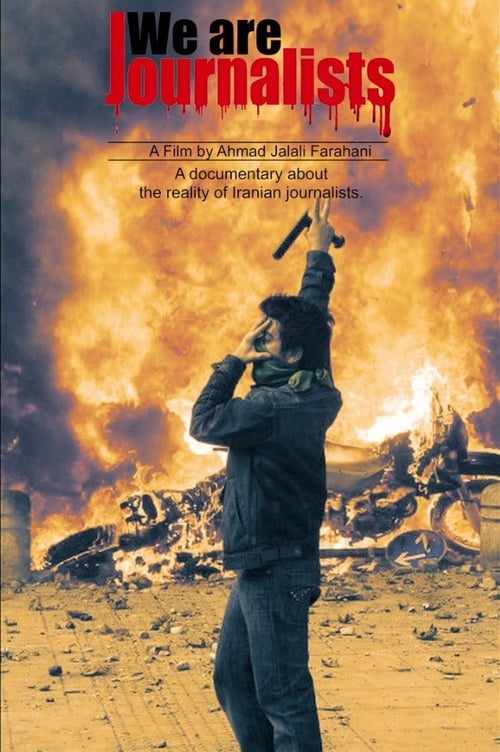 We are
Journalists
A Film by Ahmad Jalali Farahani
A documentary about
the reality of Iranian journalists.